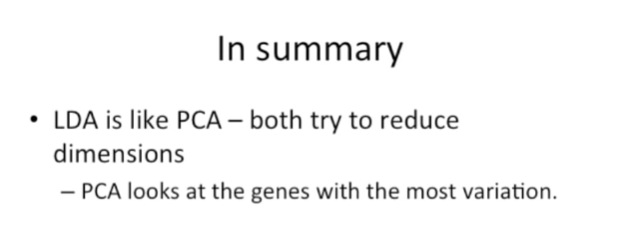 In summary
• LDA is like PCA – both try to reduce
dimensions
– PCA looks at the genes with the most variation.